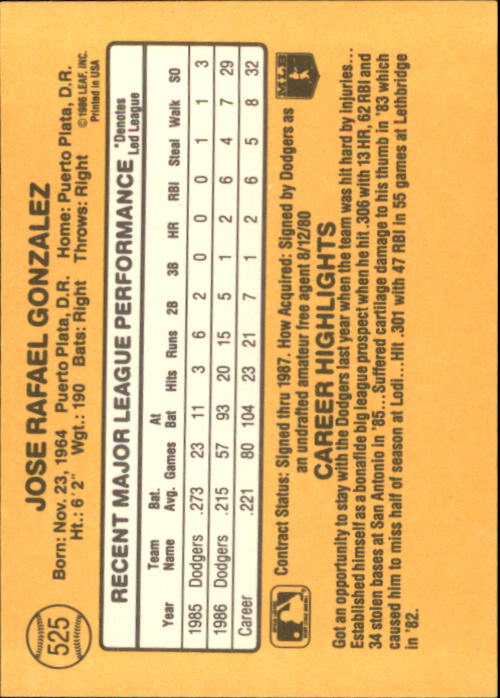 525
JOSE RAFAEL GONZALEZ
Born: Nov. 23, 1964 Puerto Plata, D.R. Home: Puerto Plata, D.R.
Ht.: 6'2" Wgt.: 190 Bats: Right Throws: Right
©1986 LEAF, INC.
Printed in USA
RECENT MAJOR LEAGUE PERFORMANCE
*Denotes
Led League
Year Team Name Bat. Avg. Games At Bat Hits Runs 2B 3B HR RBI Steal Walk SO
1985 Dodgers .273 23 11 3 6 2 0 0 0 1 1 3
1986 Dodgers .215 57 93 20 15 5 1 2 6 4 7 29
Career .221 80 104 23 21 7 1 2 6 5 8 32
Contract Status: Signed thru 1987. How Acquired: Signed by Dodgers as
an undrafted amateur free agent 8/12/80
MLB
CAREER HIGHLIGHTS
Got an opportunity to stay with the Dodgers last year when the team was hit hard by injuries...
Established himself as a bonafide big league prospect when he hit .306 with 13 HR, 62 RBI and
34 stolen bases at San Antonio in '85...Suffered cartilage damage to his thumb in '83 which
caused him to miss half of season at Lodi...Hit .301 with 47 RBI in 55 games at Lethbridge
in '82.